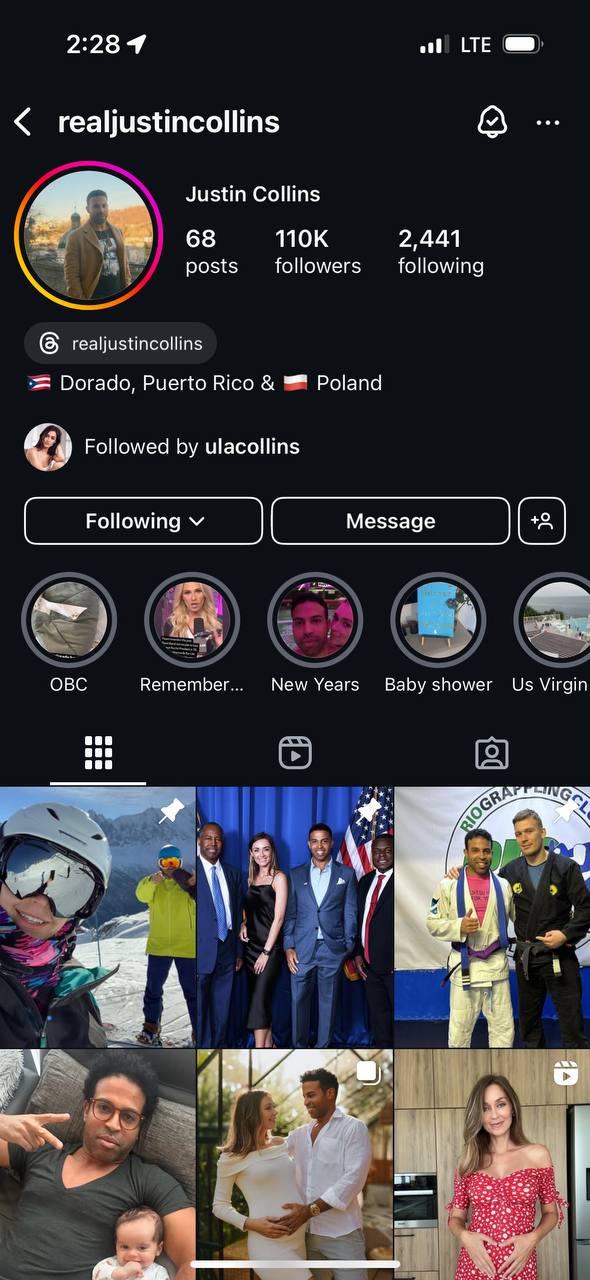 2:28
LTE
realjustincollins
Justin Collins
68 110K 2,441
posts followers following
realjustincollins
🇵🇷 Dorado, Puerto Rico & 🇵🇱 Poland
Followed by ulacollins
Following Message
OBC Remember... New Years Baby shower Us Virgin